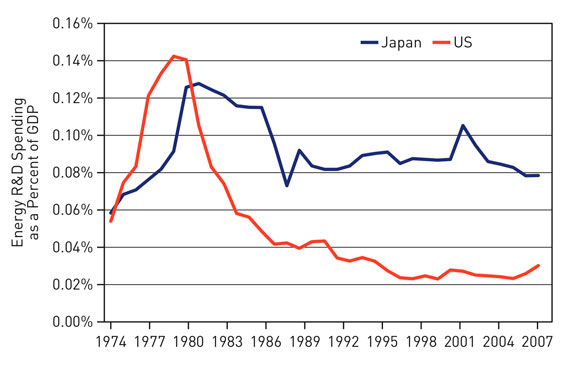 0.16%
Japan US
0.14%
0.12%
0.10%
0.08%
0.06%
0.04%
0.02%
0.00%
Energy R&D Spending
as a Percent of GDP
1974 1977 1980 1983 1986 1989 1992 1995 1998 2001 2004 2007